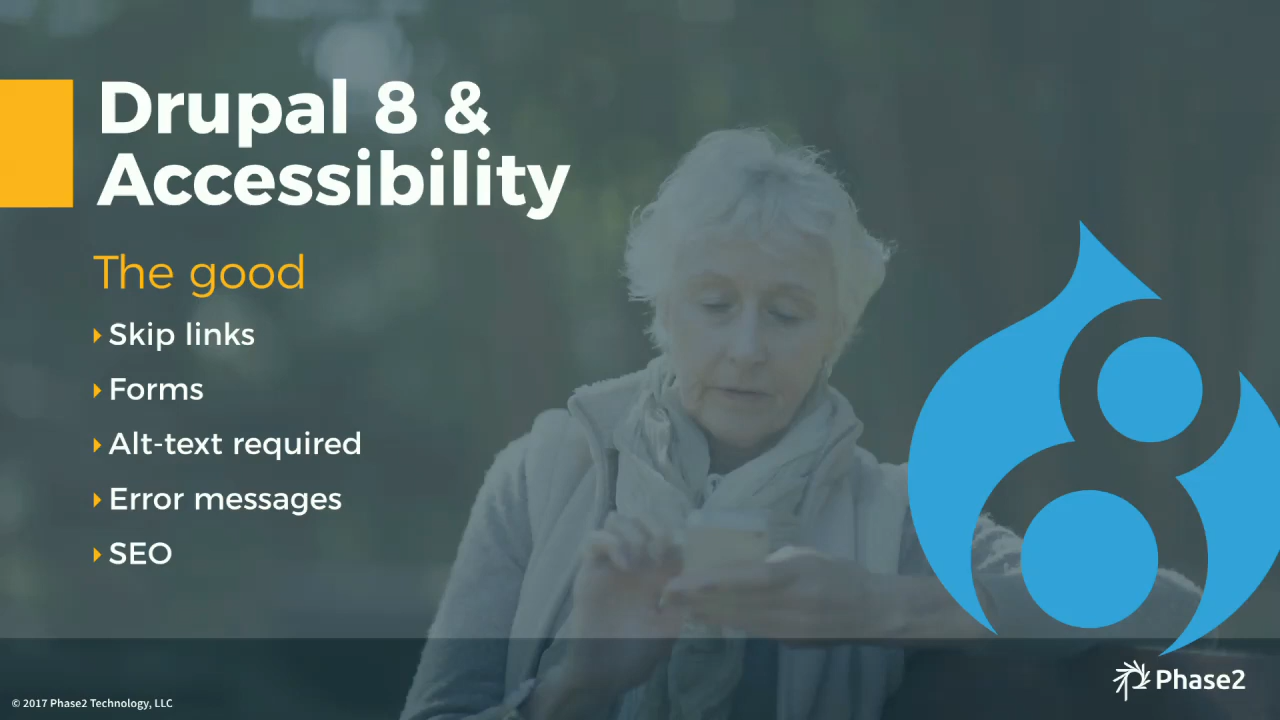 Drupal 8 &
Accessibility
The good
Skip links
Forms
Alt-text required
Error messages
SEO
8
Phase2
© 2017 Phase2 Technology, LLC